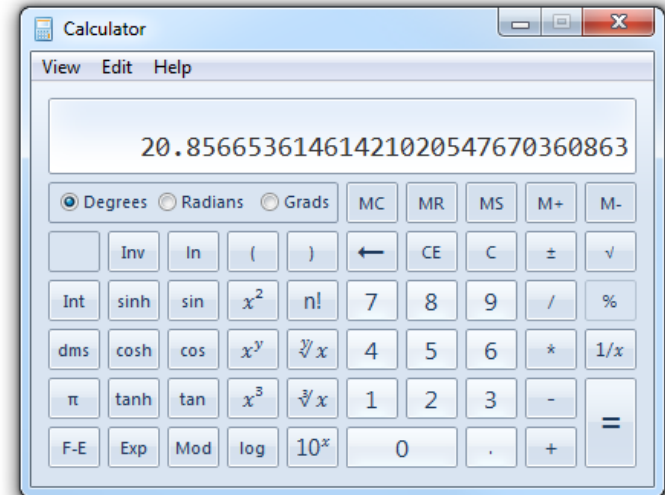 Calculator
View Edit Help
20.856653614614210205476703608​63
Degrees Radians Grads MC MR MS M+ M-
Inv ln ( ) ← CE C ± √
Int sinh sin x² n! 7 8 9 / %
dms cosh cos xʸ ʸ√x 4 5 6 * 1/x
π tanh tan x³ ³√x 1 2 3 - =
F-E Exp Mod log 10ˣ 0 . +